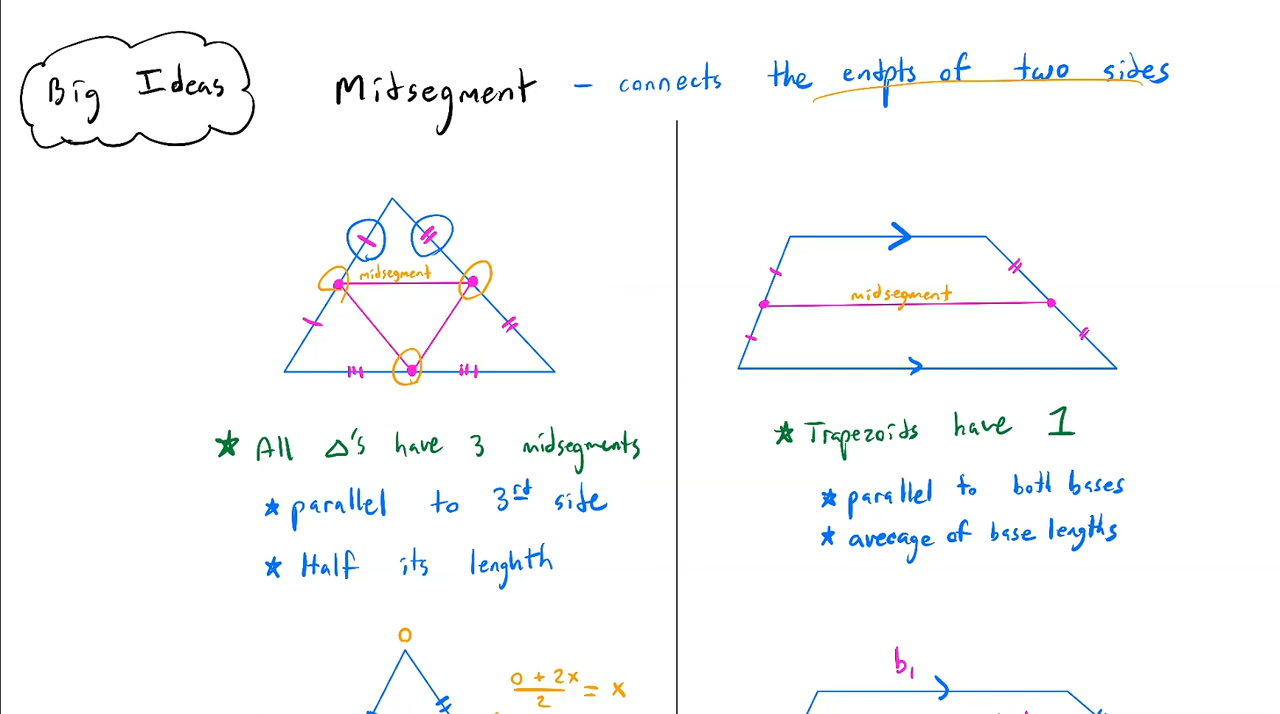 Big Ideas
Midsegment - connects the endpts of two sides
midsegment
midsegment
★ All △'s have 3 midsegments
★ parallel to 3rd side
★ Half its lenghth
★ Trapezoids have 1
★ parallel to both bases
★ average of base lengths
0
0 + 2x
2
= x
b₁